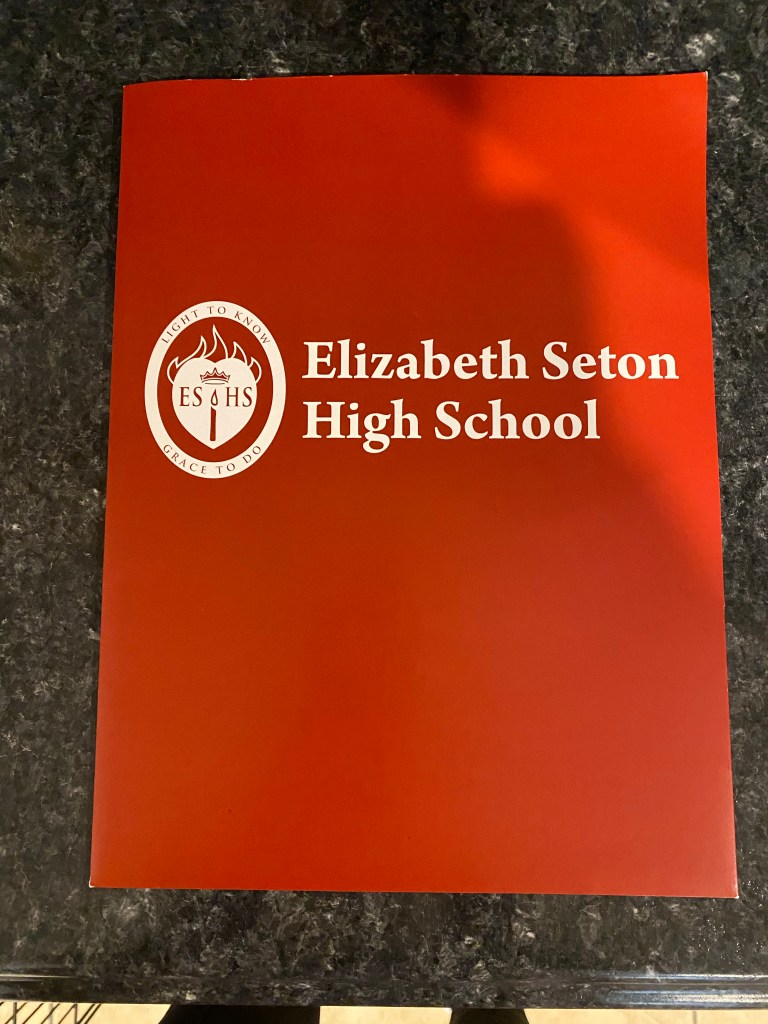 LIGHT TO KNOW
ES HS
GRACE TO DO
Elizabeth Seton
High School